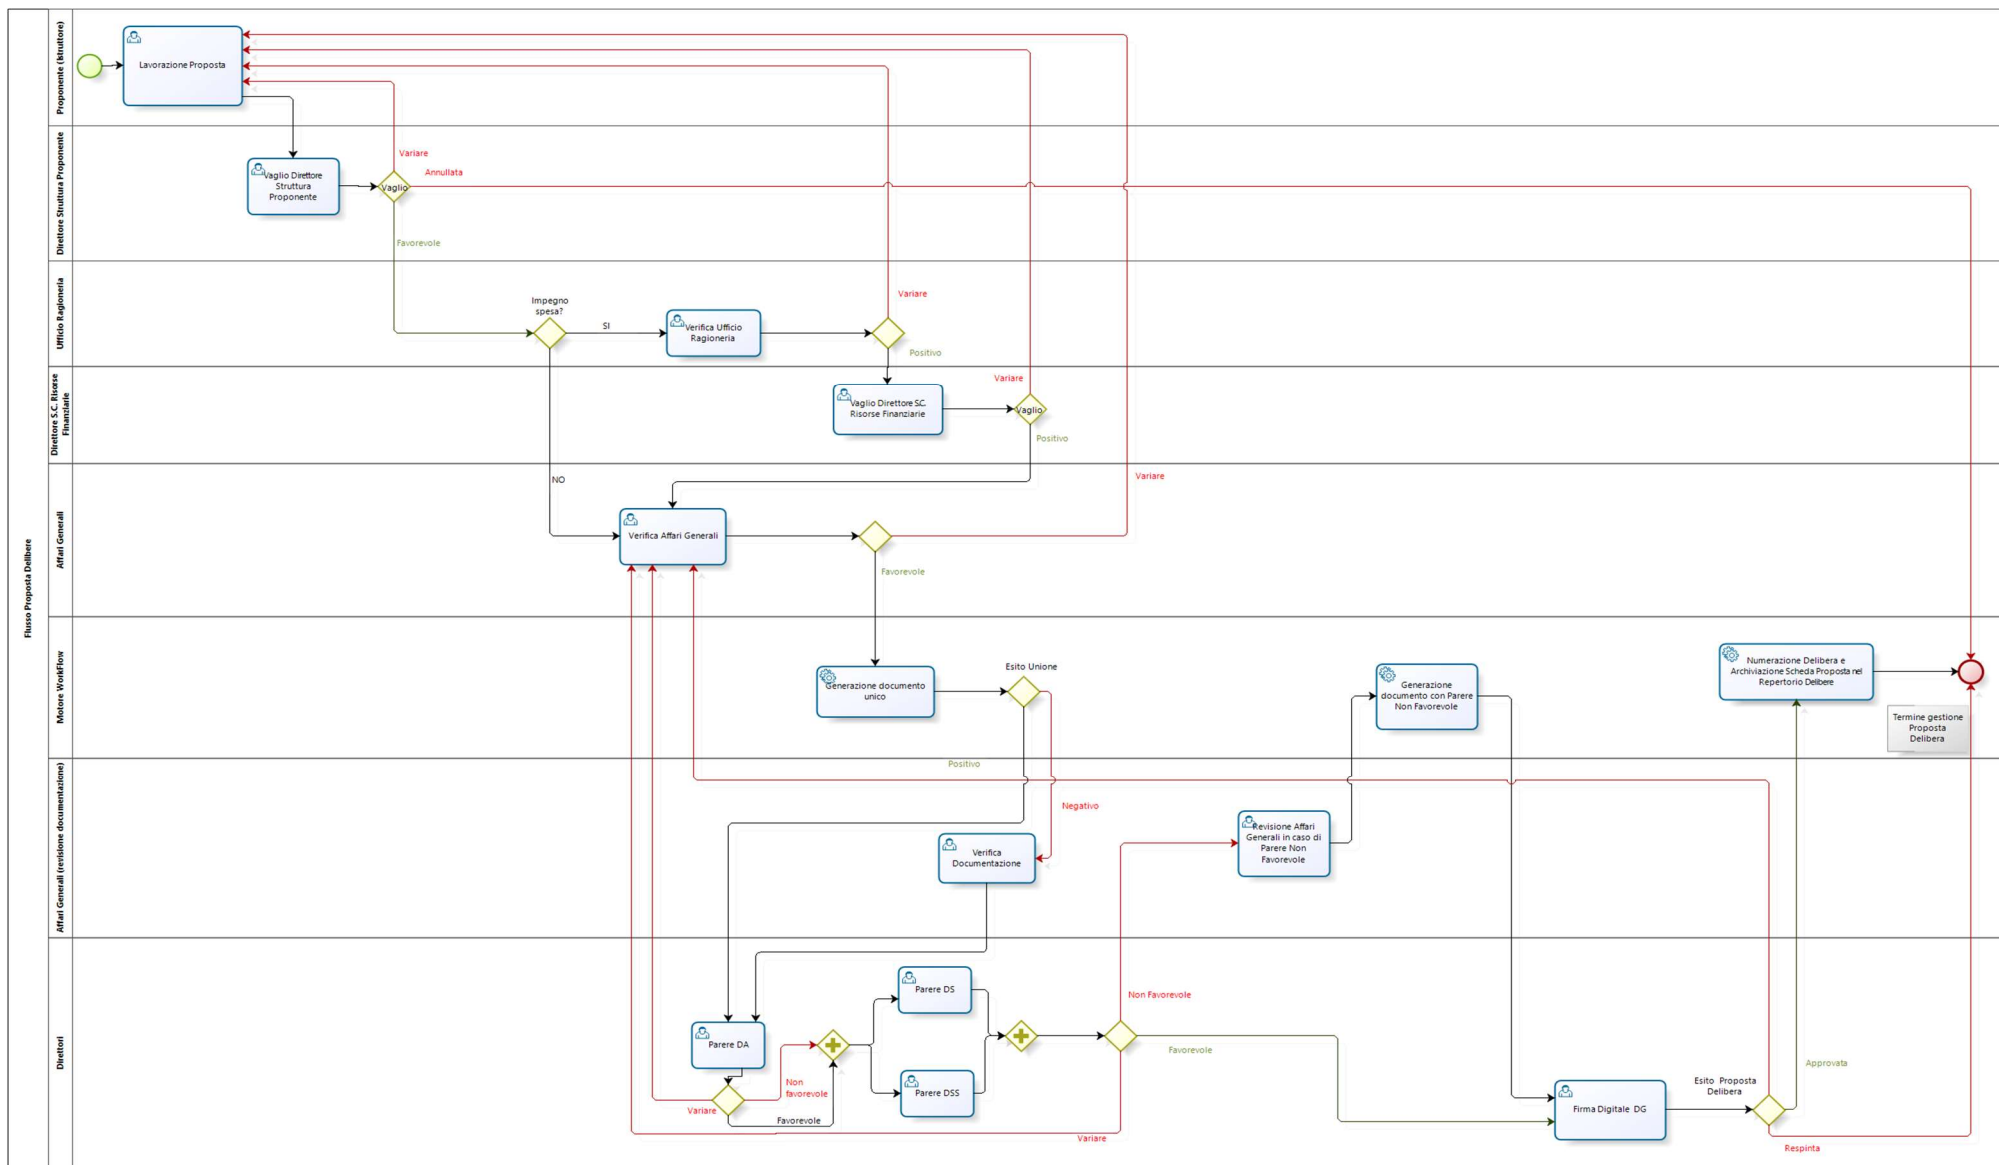 Flusso Proposta Delibere
Proponente (Istruttore)
Lavorazione Proposta
Direttore Struttura Proponente
Vaglio Direttore
Struttura
Proponente
Vaglio
Variare
Annullata
Favorevole
Ufficio Ragioneria
Impegno
spesa?
SI
NO
Verifica Ufficio
Ragioneria
Variare
Positivo
Direttore S.C. Risorse
Finanziarie
Vaglio Direttore S.C.
Risorse Finanziarie
Vaglio
Variare
Positivo
Affari Generali
Verifica Affari Generali
Variare
Favorevole
Motore WorkFlow
Generazione documento
unico
Esito Unione
Generazione
documento con Parere
Non Favorevole
Numerazione Delibera e
Archiviazione Scheda Proposta nel
Repertorio Delibere
Termine gestione
Proposta
Delibera
Affari Generali (revisione documentazione)
Positivo
Negativo
Verifica
Documentazione
Revisione Affari
Generali in caso di
Parere Non
Favorevole
Direttori
Parere DA
Variare
Non
favorevole
Favorevole
Parere DS
Parere DSS
Non Favorevole
Favorevole
Variare
Firma Digitale DG
Esito Proposta
Delibera
Approvata
Respinta